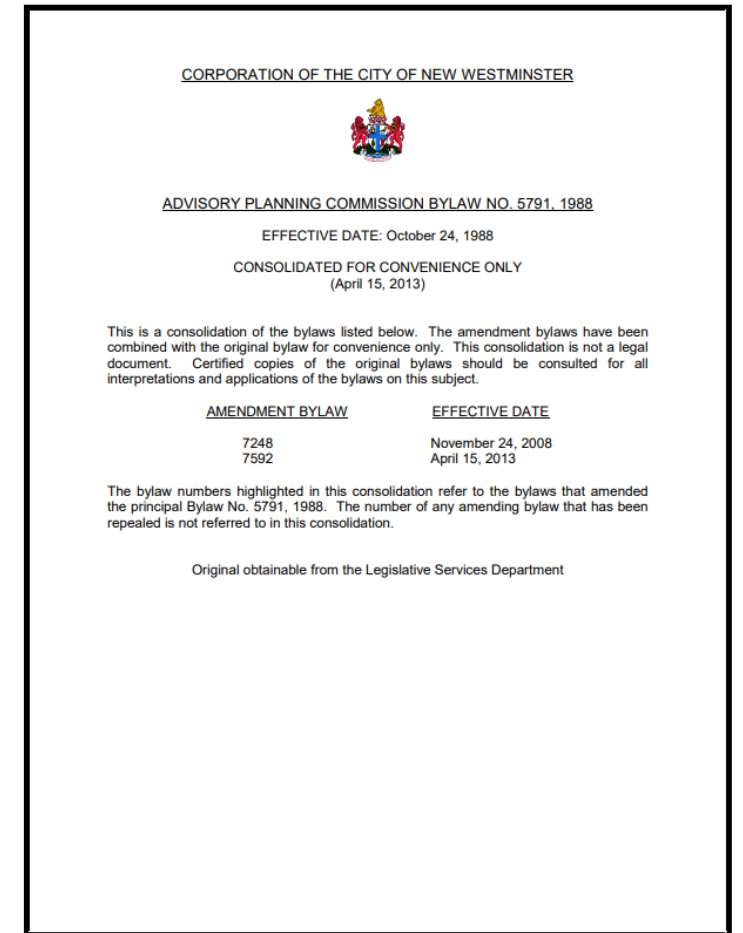 CORPORATION OF THE CITY OF NEW WESTMINSTER
ADVISORY PLANNING COMMISSION BYLAW NO. 5791, 1988
EFFECTIVE DATE: October 24, 1988
CONSOLIDATED FOR CONVENIENCE ONLY
(April 15, 2013)
This is a consolidation of the bylaws listed below. The amendment bylaws have been
combined with the original bylaw for convenience only. This consolidation is not a legal
document. Certified copies of the original bylaws should be consulted for all
interpretations and applications of the bylaws on this subject.
AMENDMENT BYLAW EFFECTIVE DATE
7248 November 24, 2008
7592 April 15, 2013
The bylaw numbers highlighted in this consolidation refer to the bylaws that amended
the principal Bylaw No. 5791, 1988. The number of any amending bylaw that has been
repealed is not referred to in this consolidation.
Original obtainable from the Legislative Services Department